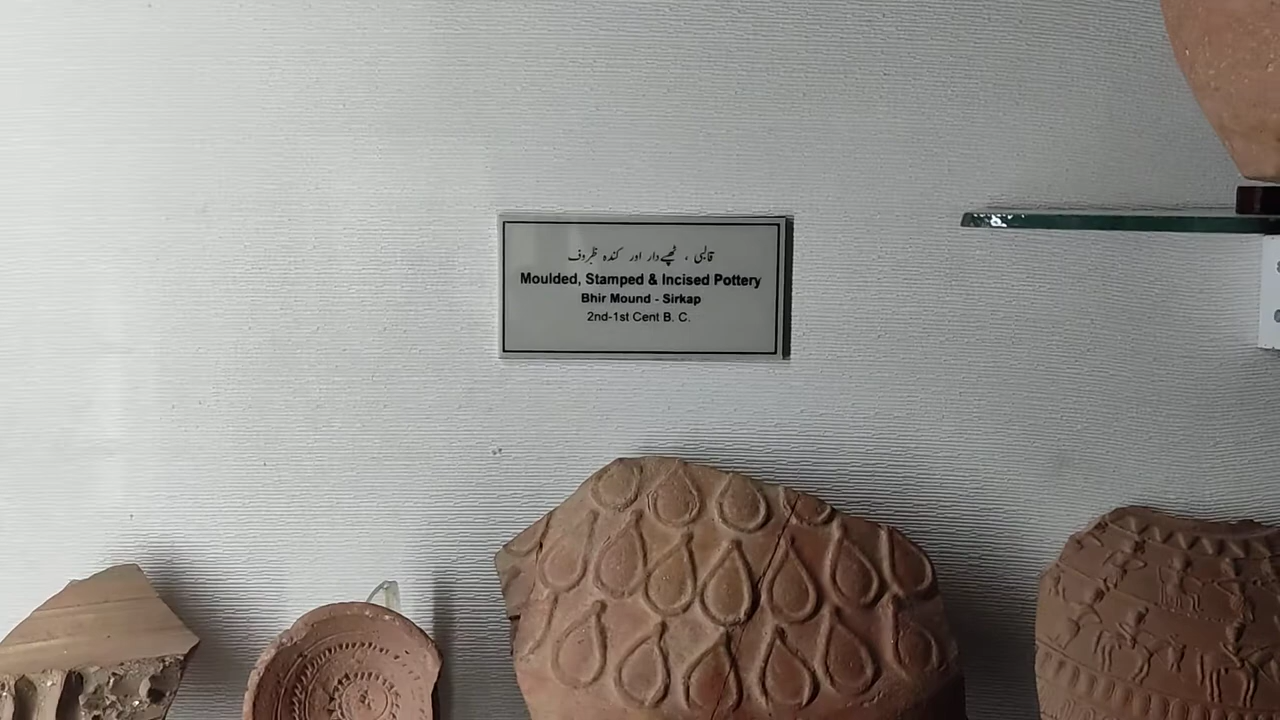 قالبی ، ٹھپے دار اور کندہ ظروف
Moulded, Stamped & Incised Pottery
Bhir Mound - Sirkap
2nd-1st Cent B. C.